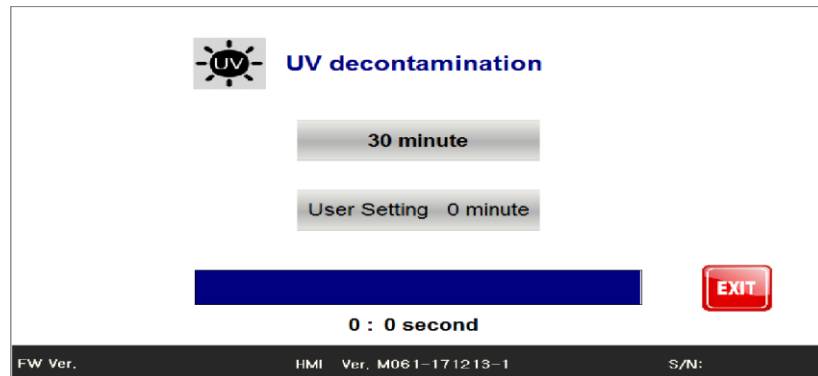 UV
UV decontamination
30 minute
User Setting 0 minute
EXIT
0 : 0 second
FW Ver. HMI Ver. M061-171213-1 S/N: